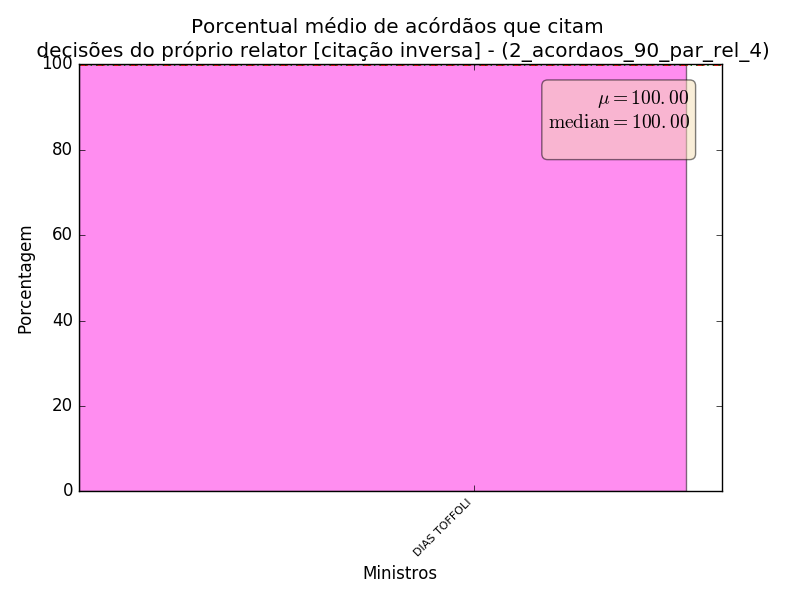 Porcentual médio de acórdãos que citam
decisões do próprio relator [citação inversa] - (2_acordaos_90_par_rel_4)
100
80
60
40
20
0
Porcentagem
μ = 100.00
median = 100.00
DIAS TOFFOLI
Ministros